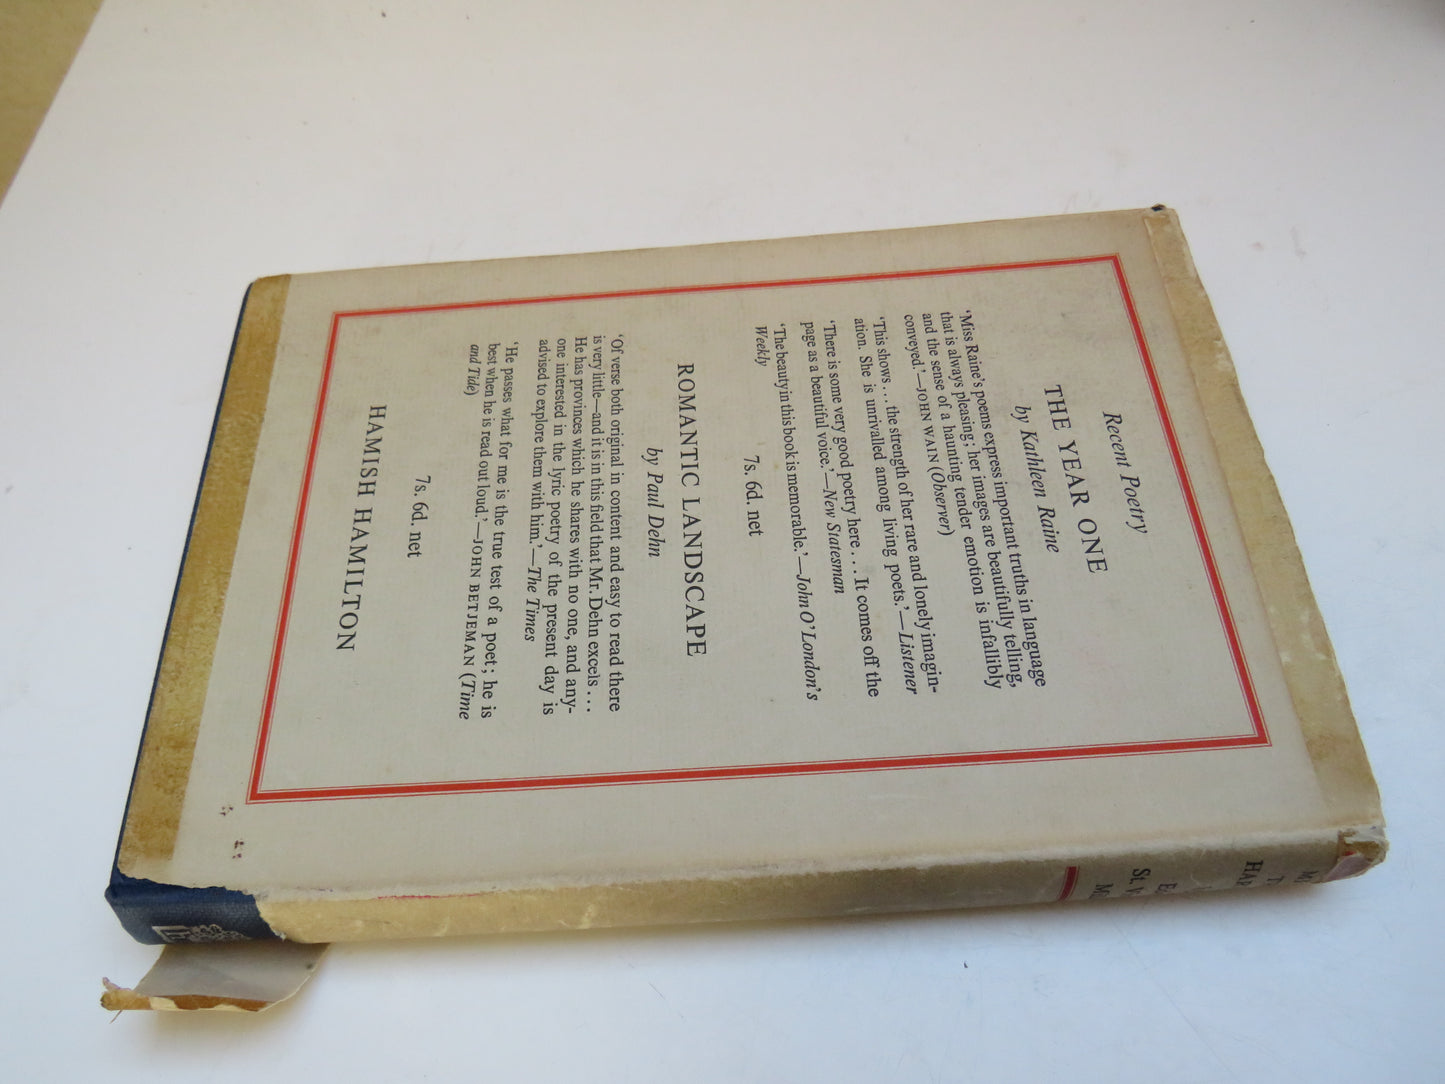 Recent Poetry
THE YEAR ONE
by Kathleen Raine
‘Miss Raine’s poems express important truths in language
that is always pleasing; her images are beautifully telling,
and the sense of a haunting tender emotion is infallibly
conveyed.’—JOHN WAIN (Observer)
‘This shows . . . the strength of her rare and lonely imagin-
ation. She is unrivalled among living poets.’—Listener
‘There is some very good poetry here . . . It comes off the
page as a beautiful voice.’—New Statesman
‘The beauty in this book is memorable.’—John O’London’s
Weekly
7s. 6d. net
ROMANTIC LANDSCAPE
by Paul Dehn
‘Of verse both original in content and easy to read there
is very little—and it is in this field that Mr. Dehn excels . . .
He has provinces which he shares with no one, and any-
one interested in the lyric poetry of the present day is
advised to explore them with him.’—The Times
‘He passes what for me is the true test of a poet; he is
best when he is read out loud.’—JOHN BETJEMAN (Time
and Tide)
7s. 6d. net
HAMISH HAMILTON
HAR
St. V